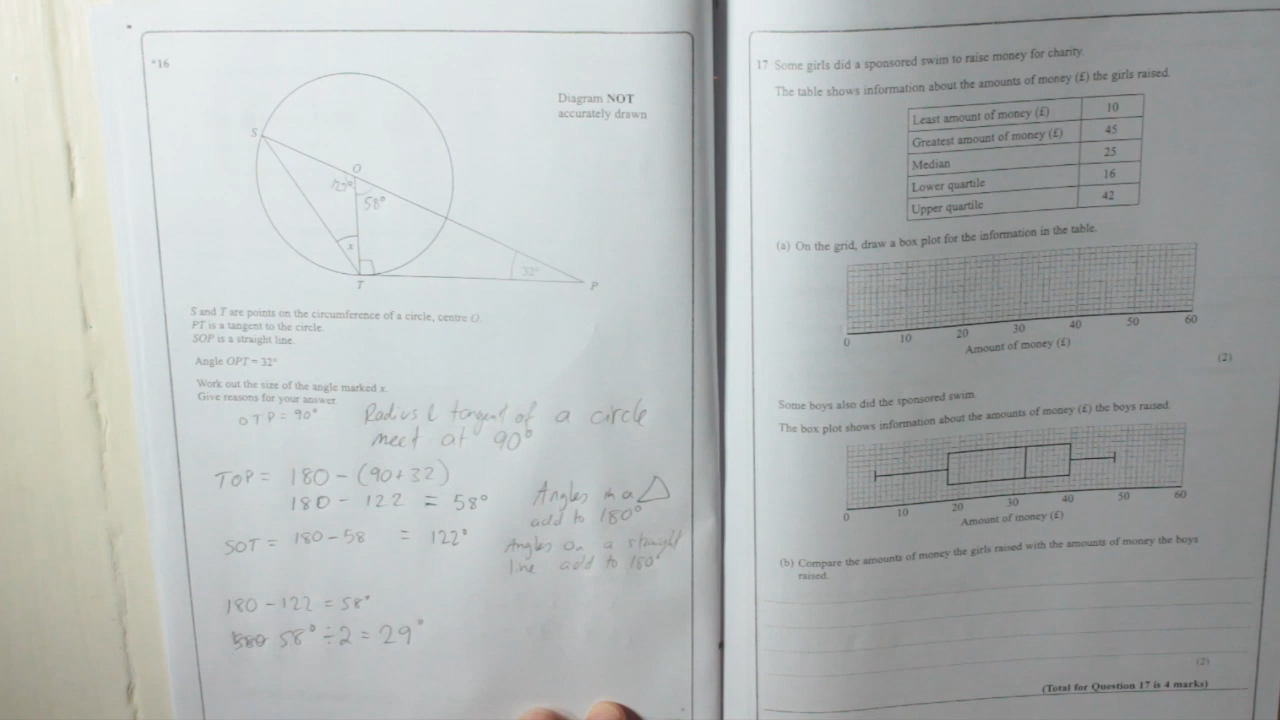 *16
Diagram NOT
accurately drawn
S
O
122°
58°
x
32°
T
P
S and T are points on the circumference of a circle, centre O.
PT is a tangent to the circle.
SOP is a straight line.
Angle OPT = 32°
Work out the size of the angle marked x.
Give reasons for your answer
OTP = 90°
Radius & tangent of a circle
meet at 90°
TOP = 180 - (90+32)
180 - 122 = 58°
Angles in a
add to 180°
SOT = 180 - 58 = 122°
Angles on a straight
line add to 180°
180 - 122 = 58°
58° ÷ 2 = 29°
17 Some girls did a sponsored swim to raise money for charity.
The table shows information about the amounts of money (£) the girls raised.
Least amount of money (£) 10
Greatest amount of money (£) 45
Median 25
Lower quartile 16
Upper quartile 42
(a) On the grid, draw a box plot for the information in the table.
0 10 20 30 40 50 60
Amount of money (£)
(2)
Some boys also did the sponsored swim.
The box plot shows information about the amounts of money (£) the boys raised.
0 10 20 30 40 50 60
Amount of money (£)
(b) Compare the amounts of money the girls raised with the amounts of money the boys
raised.
(2)
(Total for Question 17 is 4 marks)